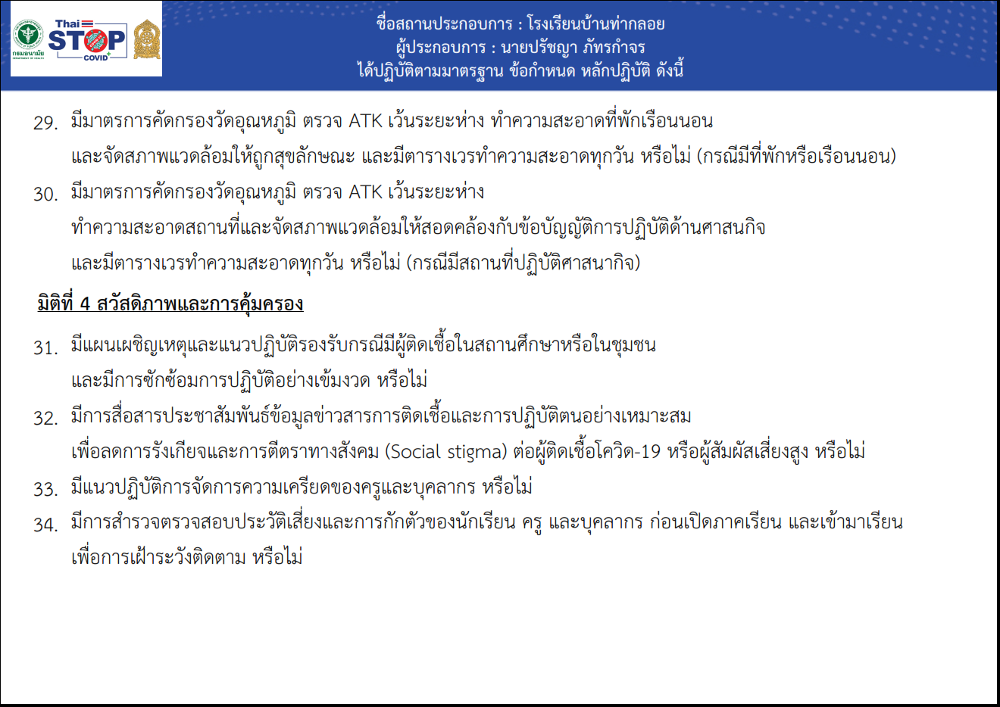 Thai
STOP
COVID
กรมอนามัย
DEPARTMENT OF HEALTH
ชื่อสถานประกอบการ : โรงเรียนบ้านท่ากลอย
ผู้ประกอบการ : นายปรัชญา ภัทรกำจร
ได้ปฏิบัติตามมาตรฐาน ข้อกำหนด หลักปฏิบัติ ดังนี้
29. มีมาตรการคัดกรองวัดอุณหภูมิ ตรวจ ATK เว้นระยะห่าง ทำความสะอาดที่พักเรือนนอน
และจัดสภาพแวดล้อมให้ถูกสุขลักษณะ และมีตารางเวรทำความสะอาดทุกวัน หรือไม่ (กรณีมีที่พักหรือเรือนนอน)
30. มีมาตรการคัดกรองวัดอุณหภูมิ ตรวจ ATK เว้นระยะห่าง
ทำความสะอาดสถานที่และจัดสภาพแวดล้อมให้สอดคล้องกับข้อบัญญัติการปฏิบัติด้านศาสนกิจ
และมีตารางเวรทำความสะอาดทุกวัน หรือไม่ (กรณีมีสถานที่ปฏิบัติศาสนากิจ)
มิติที่ 4 สวัสดิภาพและการคุ้มครอง
31. มีแผนเผชิญเหตุและแนวปฏิบัติรองรับกรณีมีผู้ติดเชื้อในสถานศึกษาหรือในชุมชน
และมีการซักซ้อมการปฏิบัติอย่างเข้มงวด หรือไม่
32. มีการสื่อสารประชาสัมพันธ์ข้อมูลข่าวสารการติดเชื้อและการปฏิบัติตนอย่างเหมาะสม
เพื่อลดการรังเกียจและการตีตราทางสังคม (Social stigma) ต่อผู้ติดเชื้อโควิด-19 หรือผู้สัมผัสเสี่ยงสูง หรือไม่
33. มีแนวปฏิบัติการจัดการความเครียดของครูและบุคลากร หรือไม่
34. มีการสำรวจตรวจสอบประวัติเสี่ยงและการกักตัวของนักเรียน ครู และบุคลากร ก่อนเปิดภาคเรียน และเข้ามาเรียน
เพื่อการเฝ้าระวังติดตาม หรือไม่